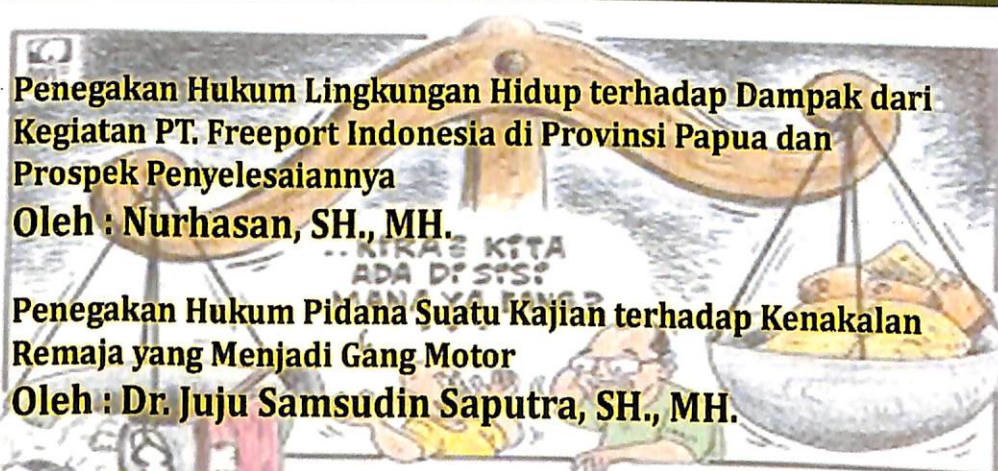 Penegakan Hukum Lingkungan Hidup terhadap Dampak dari
Kegiatan PT. Freeport Indonesia di Provinsi Papua dan
Prospek Penyelesaiannya
Oleh : Nurhasan, SH., MH.
..KIRA2 KITA
ADA DI SISI
Penegakan Hukum Pidana Suatu Kajian terhadap Kenakalan
Remaja yang Menjadi Gang Motor
Oleh : Dr. Juju Samsudin Saputra, SH., MH.